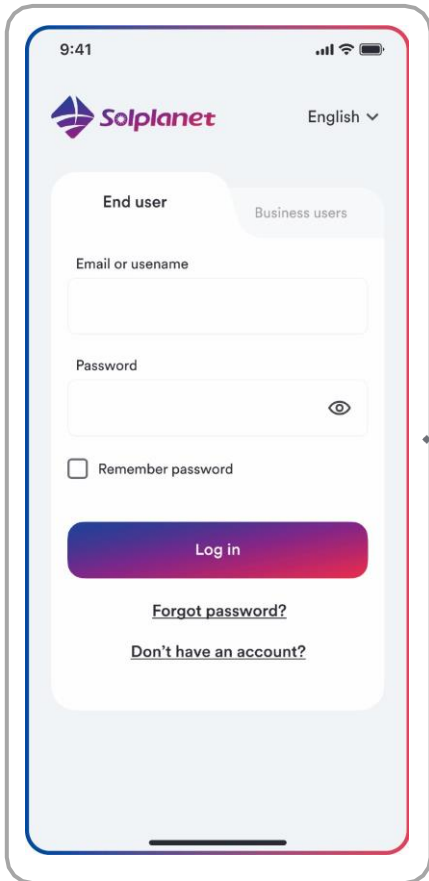 9:41
Solplanet
English
End user
Business users
Email or usename
Password
Remember password
Log in
Forgot password?
Don't have an account?